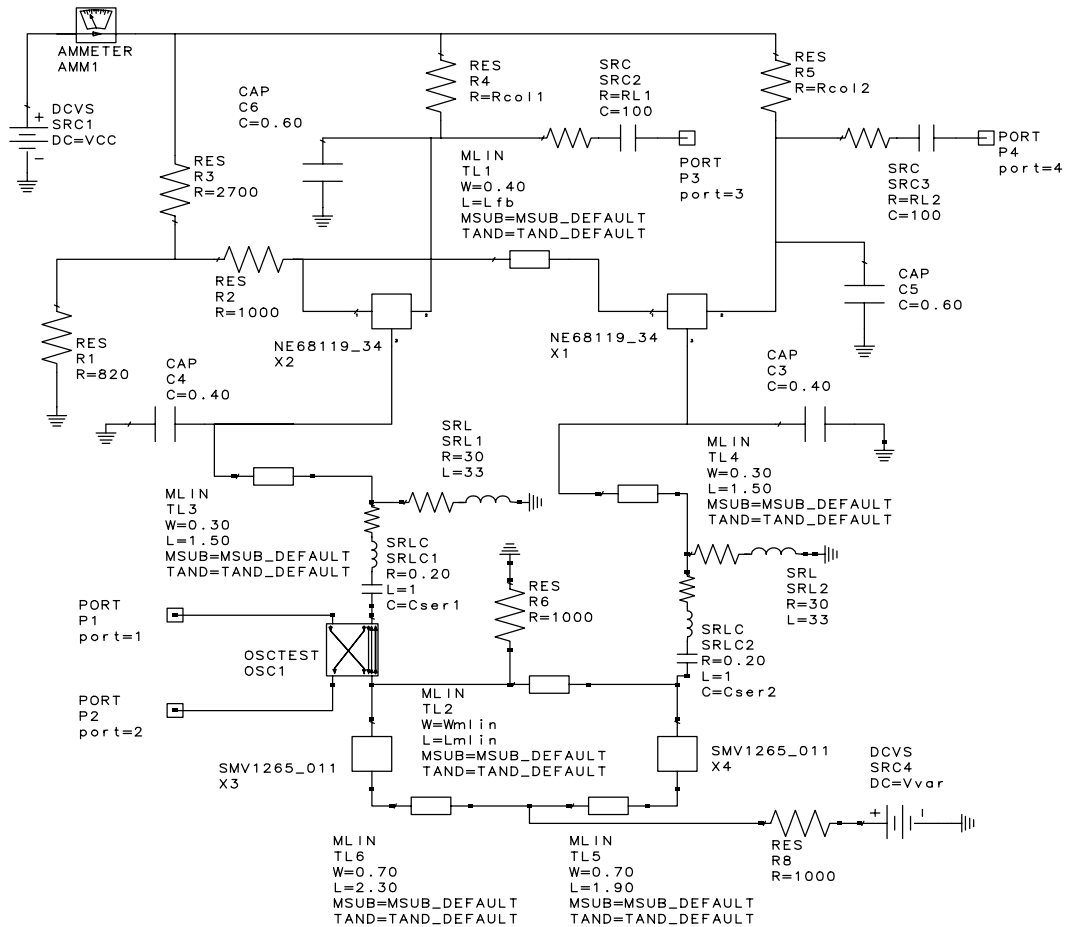 AMMETER
AMM1
DCVS
SRC1
DC=VCC
+
−
RES
R3
R=2700
CAP
C6
C=0.60
RES
R4
R=Rcol1
SRC
SRC2
R=RL1
C=100
PORT
P3
port=3
RES
R5
R=Rcol2
SRC
SRC3
R=RL2
C=100
PORT
P4
port=4
MLIN
TL1
W=0.40
L=Lfb
MSUB=MSUB_DEFAULT
TAND=TAND_DEFAULT
RES
R2
R=1000
RES
R1
R=820
NE68119_34
X2
NE68119_34
X1
CAP
C5
C=0.60
CAP
C4
C=0.40
CAP
C3
C=0.40
SRL
SRL1
R=30
L=33
MLIN
TL4
W=0.30
L=1.50
MSUB=MSUB_DEFAULT
TAND=TAND_DEFAULT
MLIN
TL3
W=0.30
L=1.50
MSUB=MSUB_DEFAULT
TAND=TAND_DEFAULT
SRLC
SRLC1
R=0.20
L=1
C=Cser1
RES
R6
R=1000
SRL
SRL2
R=30
L=33
SRLC
SRLC2
R=0.20
L=1
C=Cser2
PORT
P1
port=1
OSCTEST
OSC1
PORT
P2
port=2
MLIN
TL2
W=Wmlin
L=Lmlin
MSUB=MSUB_DEFAULT
TAND=TAND_DEFAULT
SMV1265_011
X3
SMV1265_011
X4
DCVS
SRC4
DC=Vvar
+
−
RES
R8
R=1000
MLIN
TL6
W=0.70
L=2.30
MSUB=MSUB_DEFAULT
TAND=TAND_DEFAULT
MLIN
TL5
W=0.70
L=1.90
MSUB=MSUB_DEFAULT
TAND=TAND_DEFAULT